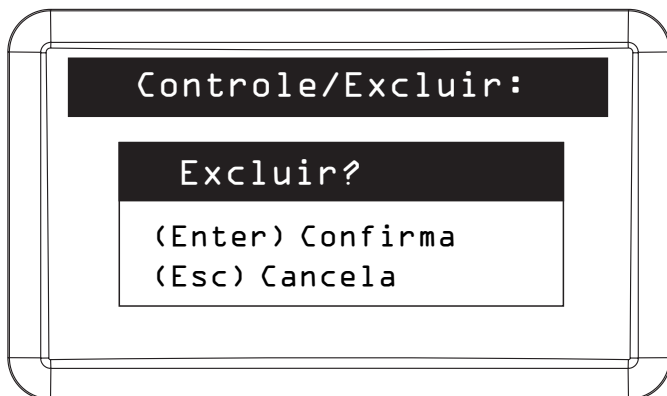 Controle/Excluir:
Excluir?
(Enter) Confirma
(Esc) Cancela